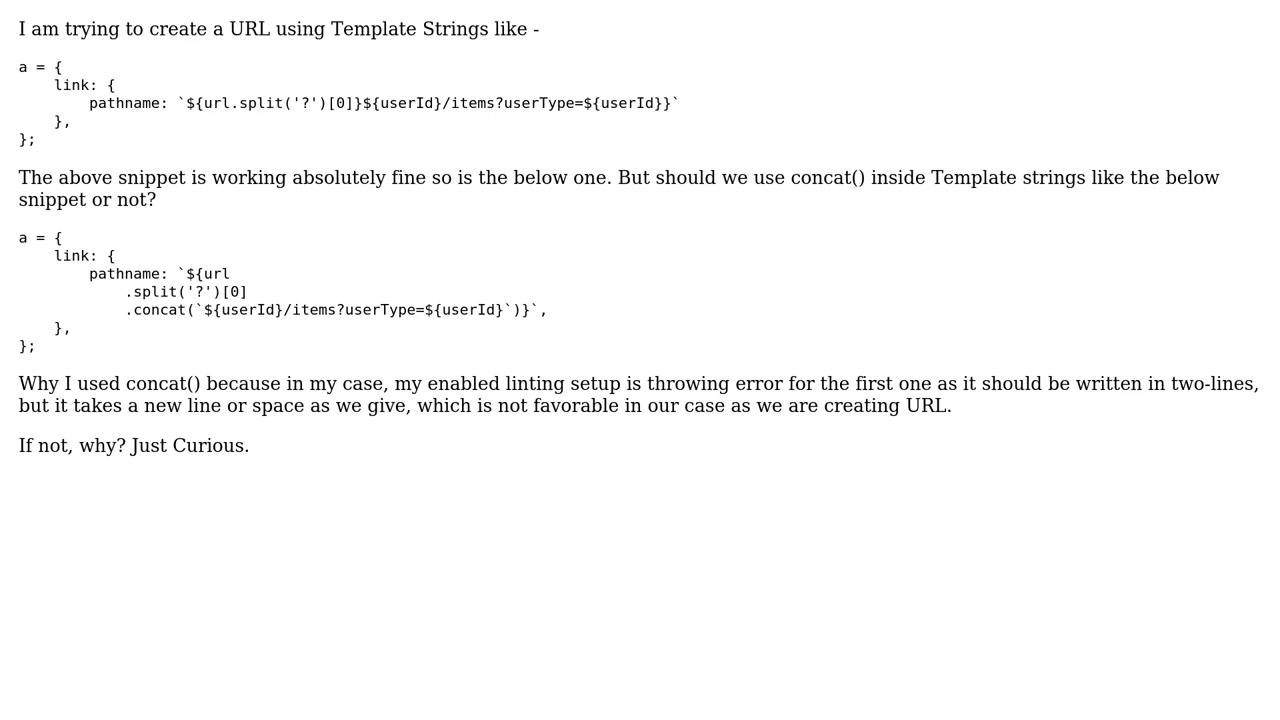 I am trying to create a URL using Template Strings like -
a = {
    link: {
        pathname: `${url.split('?')[0]}${userId}/items?userType=${userId}}`
    },
};
The above snippet is working absolutely fine so is the below one. But should we use concat() inside Template strings like the below
snippet or not?
a = {
    link: {
        pathname: `${url
            .split('?')[0]
            .concat(`${userId}/items?userType=${userId}`)}`,
    },
};
Why I used concat() because in my case, my enabled linting setup is throwing error for the first one as it should be written in two-lines,
but it takes a new line or space as we give, which is not favorable in our case as we are creating URL.
If not, why? Just Curious.